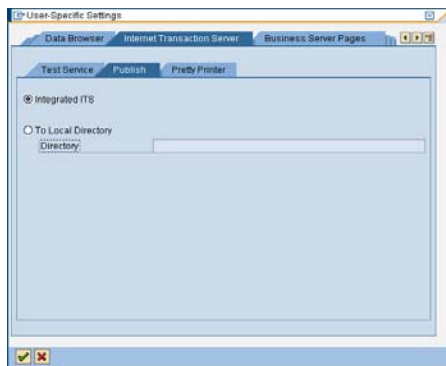 User-Specific Settings
Data Browser Internet Transaction Server Business Server Pages
Test Service Publish Pretty Printer
Integrated ITS
To Local Directory
Directory